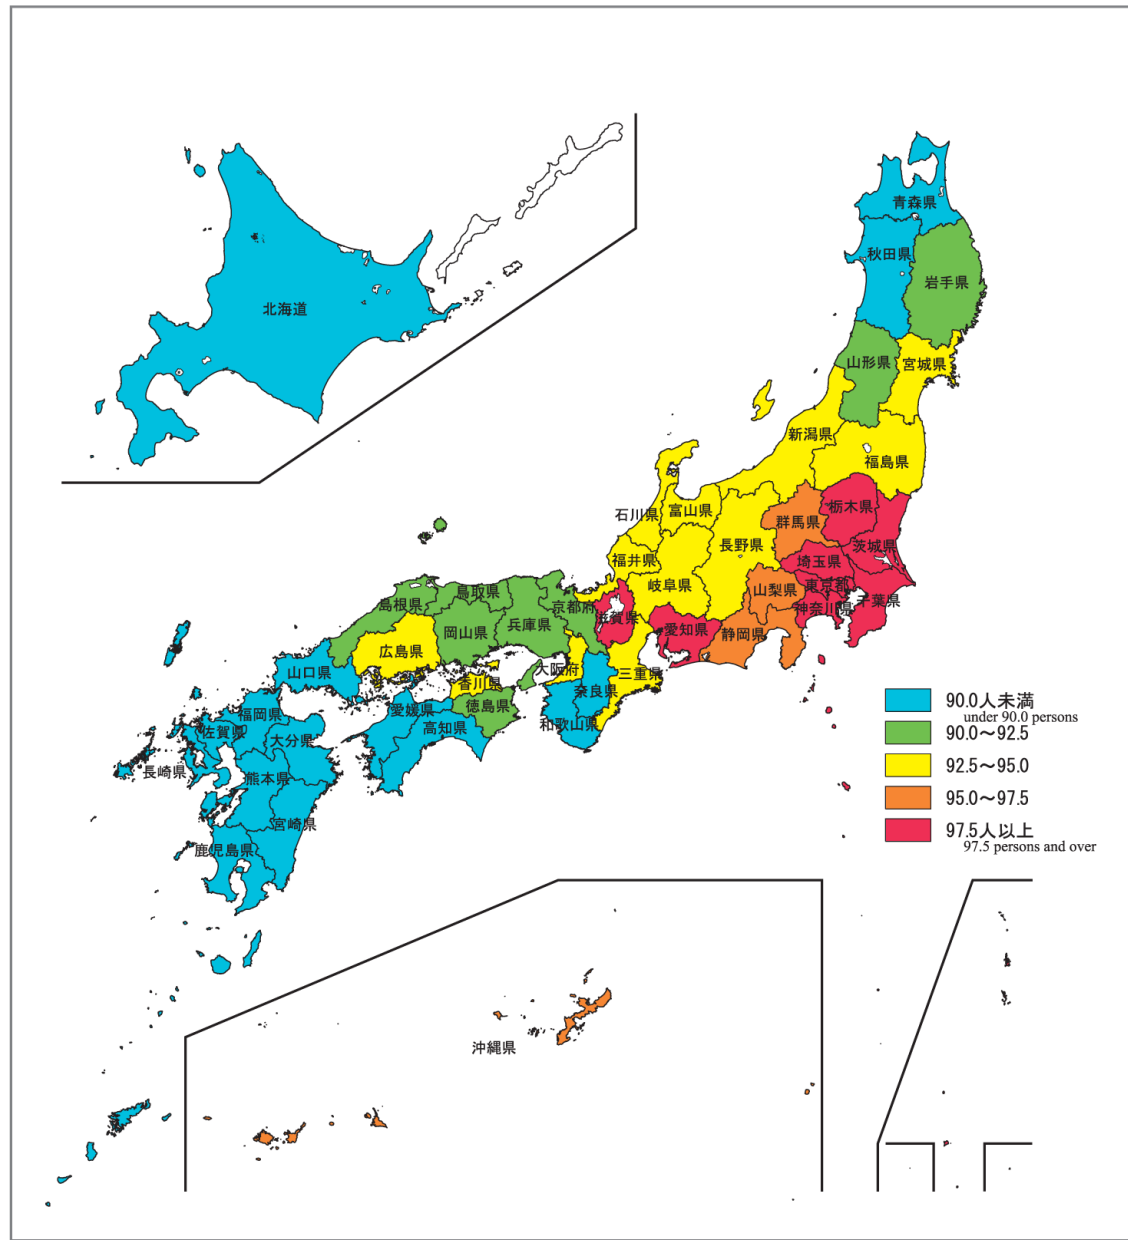 青森県
秋田県
岩手県
北海道
山形県
宮城県
新潟県
福島県
石川県
富山県
群馬県
栃木県
長野県
茨城県
福井県
埼玉県
岐阜県
山梨県
東京都
千葉県
神奈川県
鳥取県
島根県
京都府
滋賀県
兵庫県
岡山県
愛知県
静岡県
広島県
大阪府
三重県
山口県
香川県
奈良県
徳島県
愛媛県
和歌山県
高知県
福岡県
佐賀県
大分県
長崎県
熊本県
宮崎県
鹿児島県
90.0人未満
under 90.0 persons
90.0～92.5
92.5～95.0
95.0～97.5
97.5人以上
97.5 persons and over
沖縄県